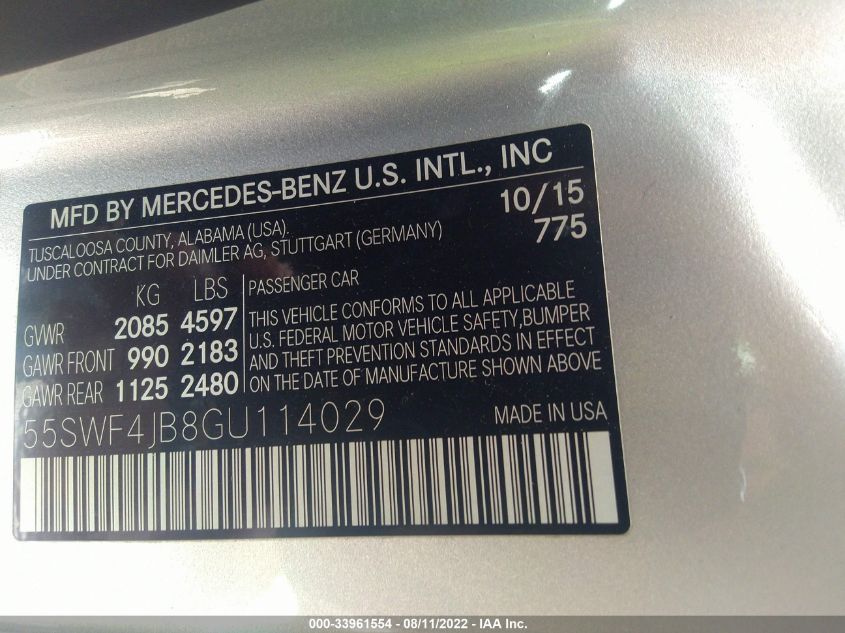 MFD BY MERCEDES-BENZ U.S. INTL., INC
TUSCALOOSA COUNTY, ALABAMA (USA).
UNDER CONTRACT FOR DAIMLER AG, STUTTGART (GERMANY)
10/15
775
KG LBS
GVWR 2085 4597
GAWR FRONT 990 2183
GAWR REAR 1125 2480
PASSENGER CAR
THIS VEHICLE CONFORMS TO ALL APPLICABLE
U.S. FEDERAL MOTOR VEHICLE SAFETY,BUMPER
AND THEFT PREVENTION STANDARDS IN EFFECT
ON THE DATE OF MANUFACTURE SHOWN ABOVE
55SWF4JB8GU114029
MADE IN USA
000-33961554 - 08/11/2022 - IAA Inc.